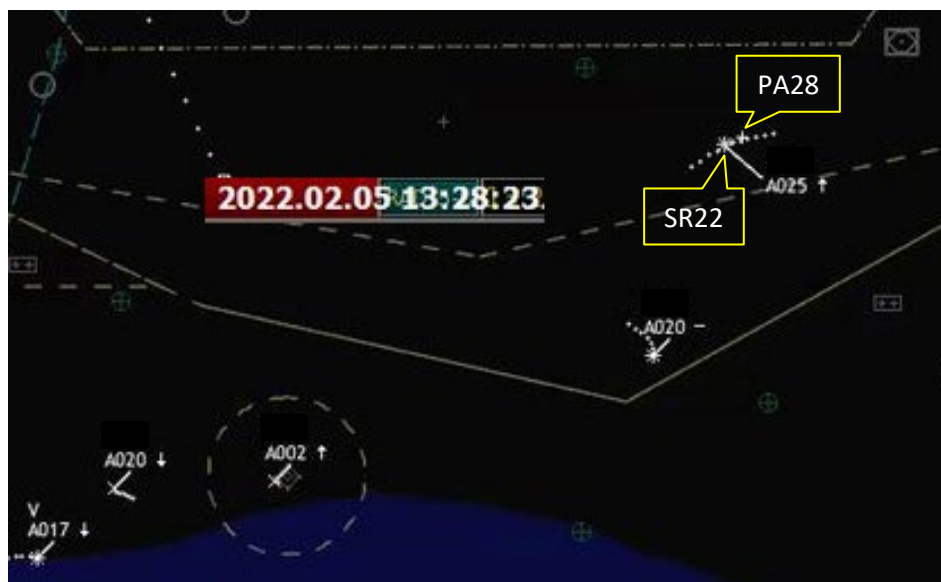 PA28
A025 ↑
2022.02.05 13:28:23.
SR22
A020 –
A002 ↑
A020 ↓
V
A017 ↓